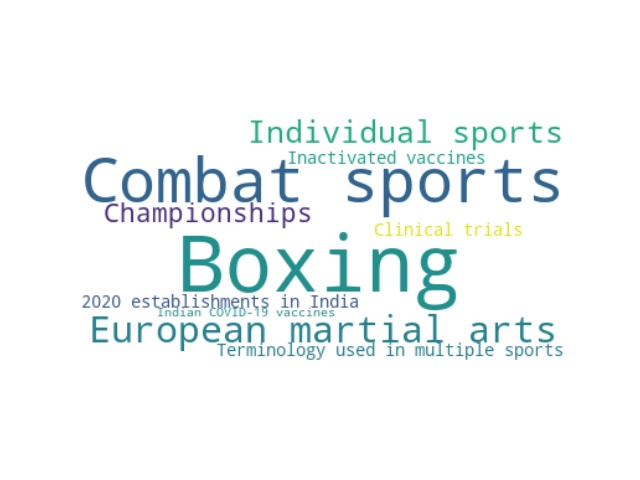 Individual sports
Inactivated vaccines
Combat sports
Championships
Clinical trials
Boxing
2020 establishments in India
Indian COVID-19 vaccines
European martial arts
Terminology used in multiple sports